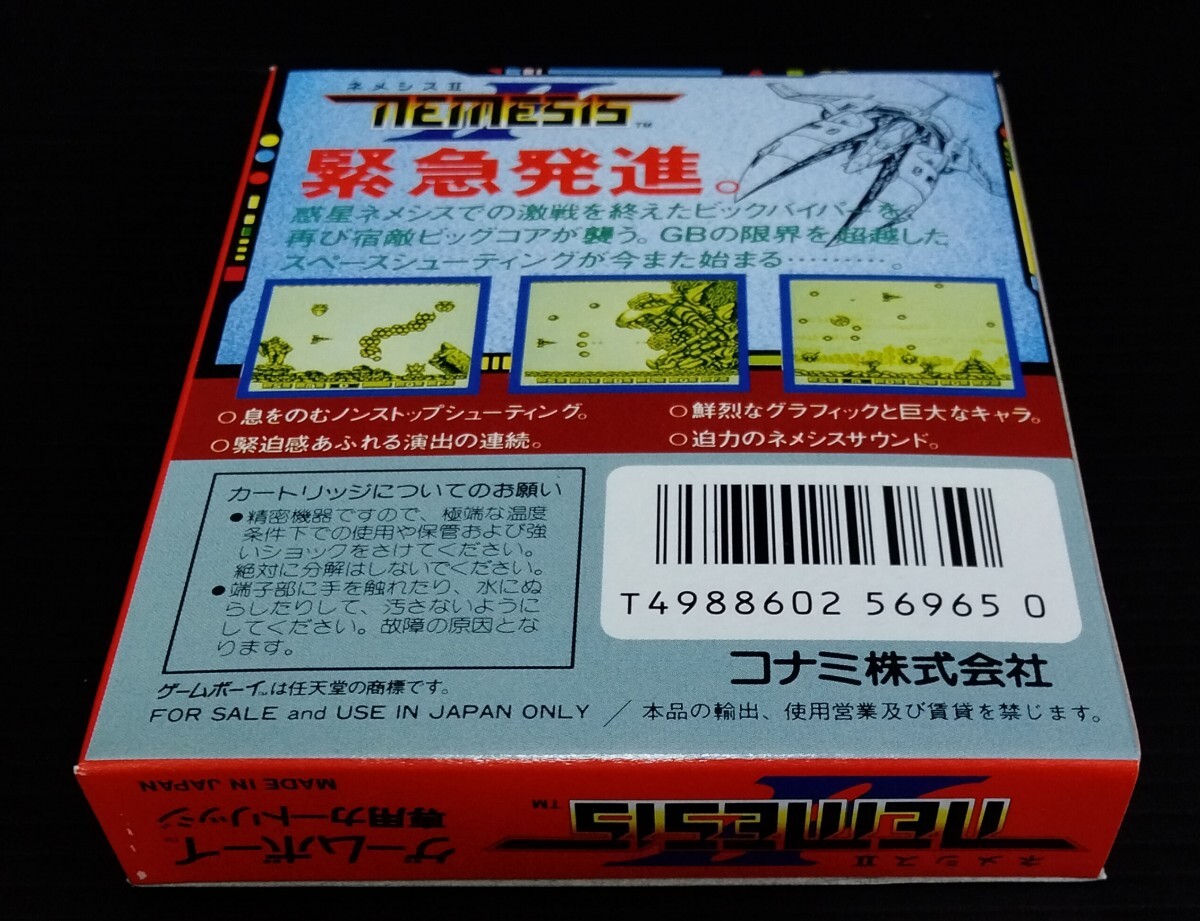 ネメシスⅡ
NEMESIS II TM
緊急発進。
惑星ネメシスでの激戦を終えたビックバイパーを、
再び宿敵ビッグコアが襲う。GBの限界を超越した
スペースシューティングが今また始まる………。
○息をのむノンストップシューティング。
○緊迫感あふれる演出の連続。
○鮮烈なグラフィックと巨大なキャラ。
○迫力のネメシスサウンド。
カートリッジについてのお願い
●精密機器ですので、極端な温度
条件下での使用や保管および強
いショックをさけてください。
絶対に分解はしないでください。
●端子部に手を触れたり、水にぬ
らしたりして、汚さないように
してください。故障の原因とな
ります。
T4988602 56965 0
コナミ株式会社
ゲームボーイTMは任天堂の商標です。
FOR SALE and USE IN JAPAN ONLY / 本品の輸出、使用営業及び賃貸を禁じます。
ネメシスⅡ
NEMESIS II TM
ゲームボーイ®
専用カートリッジ
MADE IN JAPAN